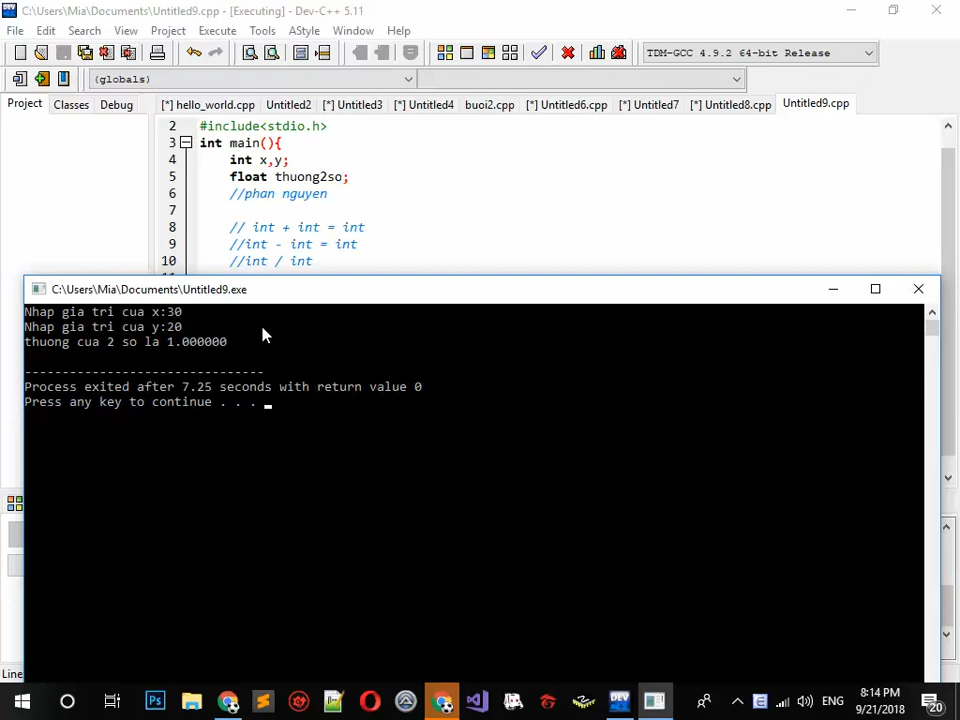 C:\Users\Mia\Documents\Untitled9.cpp - [Executing] - Dev-C++ 5.11
File Edit Search View Project Execute Tools AStyle Window Help
TDM-GCC 4.9.2 64-bit Release
(globals)
Project Classes Debug [*] hello_world.cpp Untitled2 [*] Untitled3 [*] Untitled4 buoi2.cpp [*] Untitled6.cpp [*] Untitled7 [*] Untitled8.cpp Untitled9.cpp
2 #include<stdio.h>
3 int main(){
4 int x,y;
5 float thuong2so;
6 //phan nguyen
7
8 // int + int = int
9 //int - int = int
10 //int / int
C:\Users\Mia\Documents\Untitled9.exe
Nhap gia tri cua x:30
Nhap gia tri cua y:20
thuong cua 2 so la 1.000000
--------------------------------
Process exited after 7.25 seconds with return value 0
Press any key to continue . . .
Line
Ps
DEV
ENG
8:14 PM
9/21/2018
20